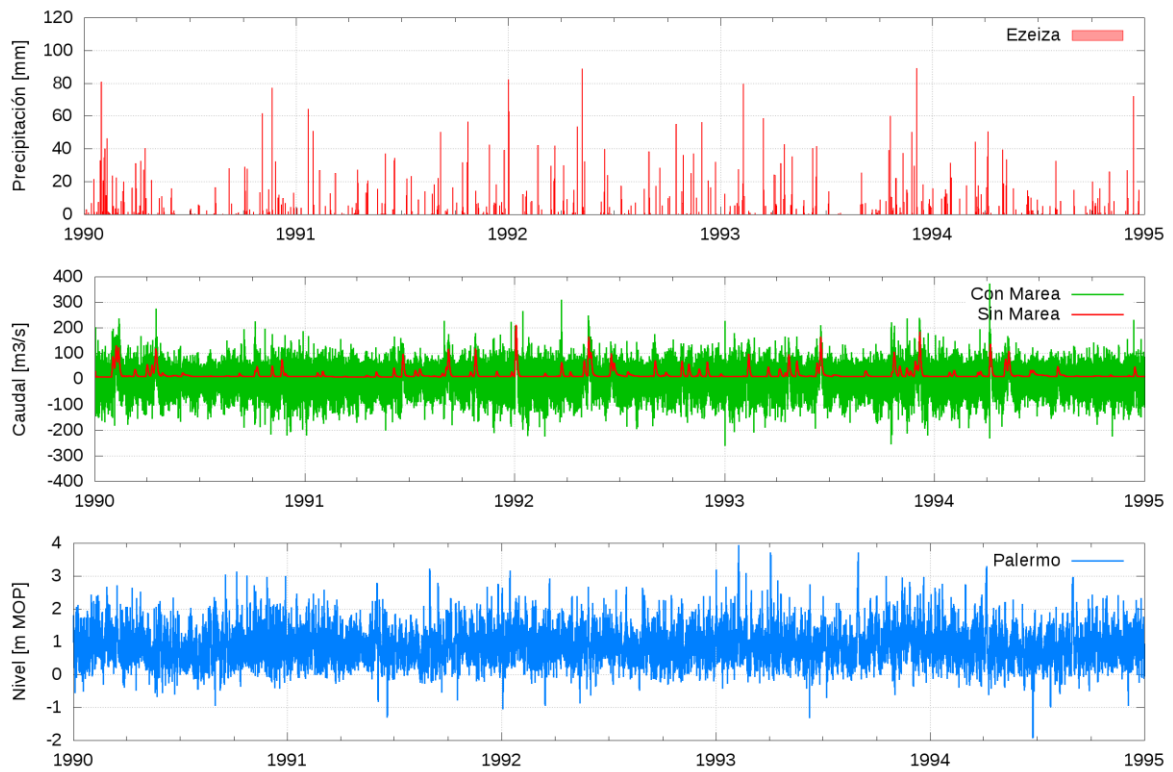 120
100
80
60
40
20
0
Precipitación [mm]
Ezeiza
1990 1991 1992 1993 1994 1995
400
300
200
100
0
-100
-200
-300
-400
Caudal [m3/s]
Con Marea
Sin Marea
1990 1991 1992 1993 1994 1995
4
3
2
1
0
-1
-2
Nivel [m MOP]
Palermo
1990 1991 1992 1993 1994 1995